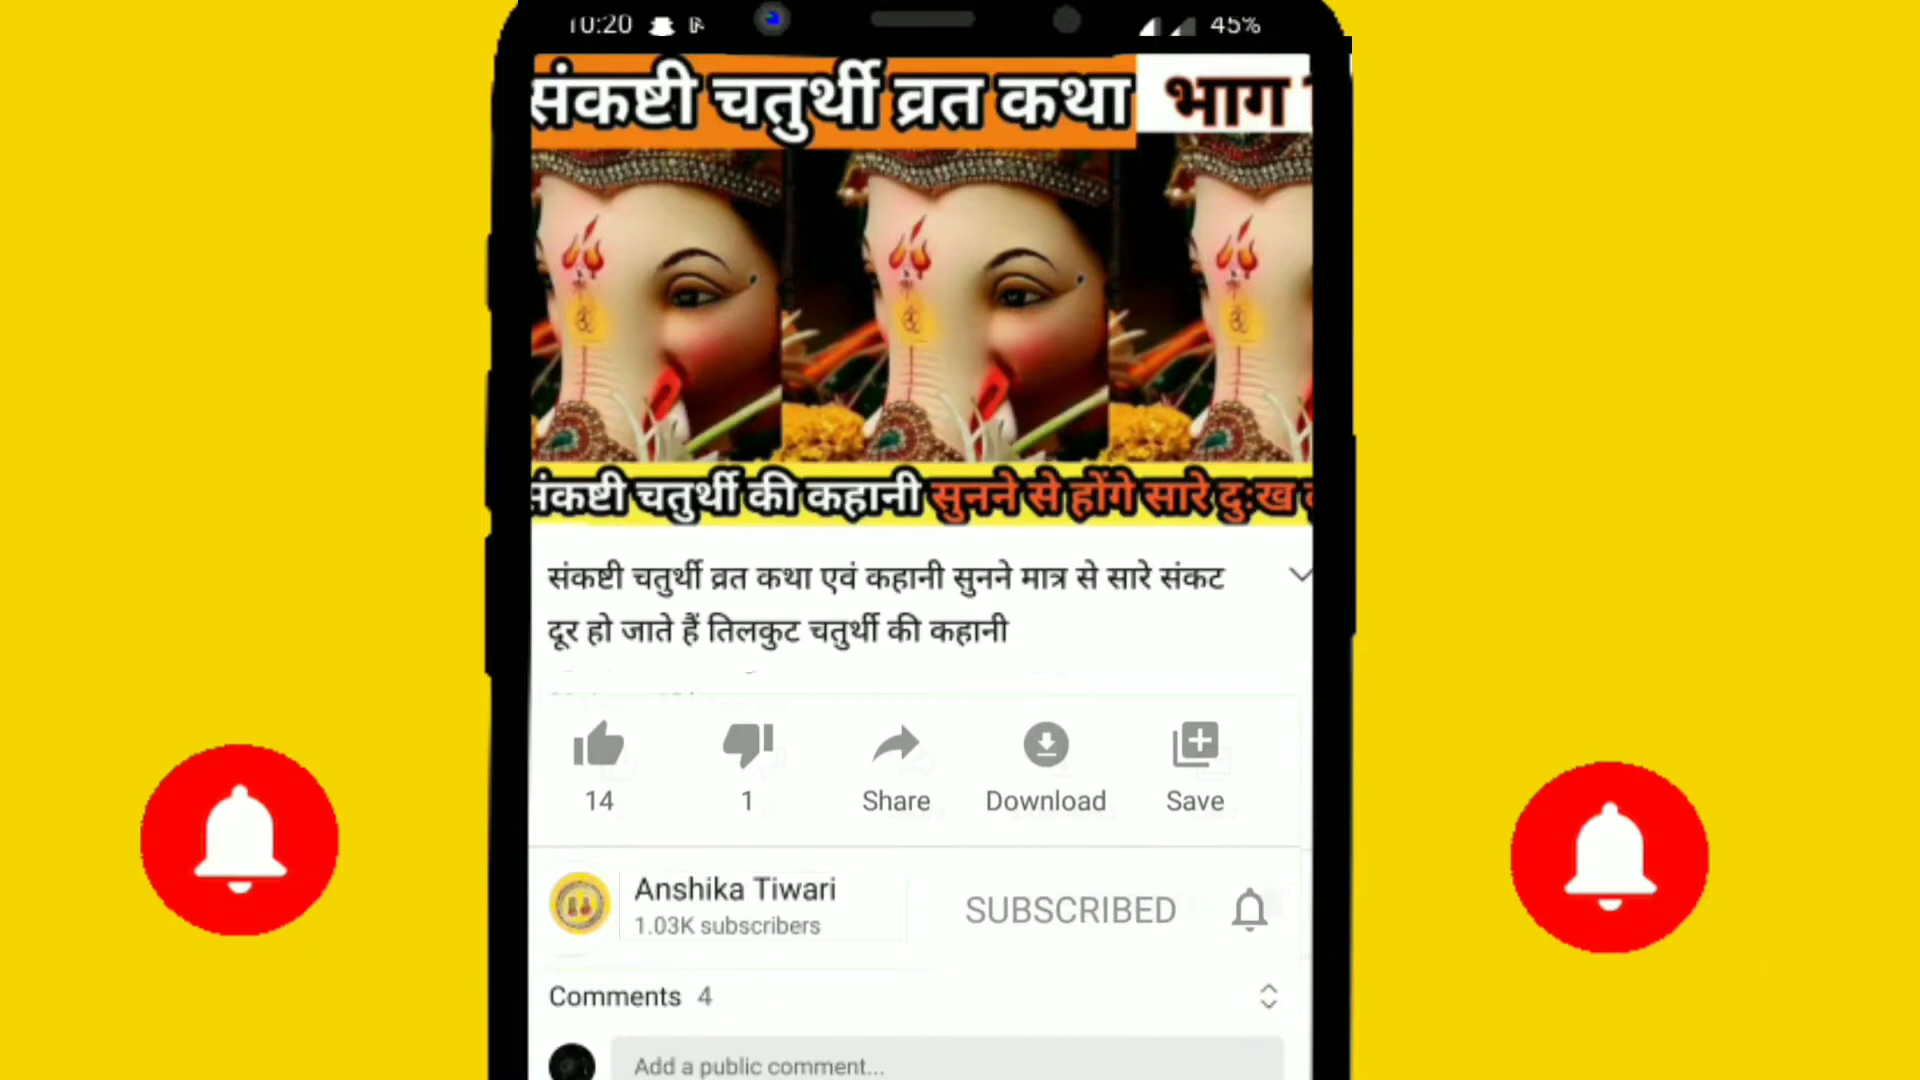 10:20 45%
संकष्टी चतुर्थी व्रत कथा भाग
संकष्टी चतुर्थी की कहानी सुनने से होंगे सारे दुःख
संकष्टी चतुर्थी व्रत कथा एवं कहानी सुनने मात्र से सारे संकट
दूर हो जाते हैं तिलकुट चतुर्थी की कहानी
14 1 Share Download Save
Anshika Tiwari
1.03K subscribers
SUBSCRIBED
Comments 4
Add a public comment...